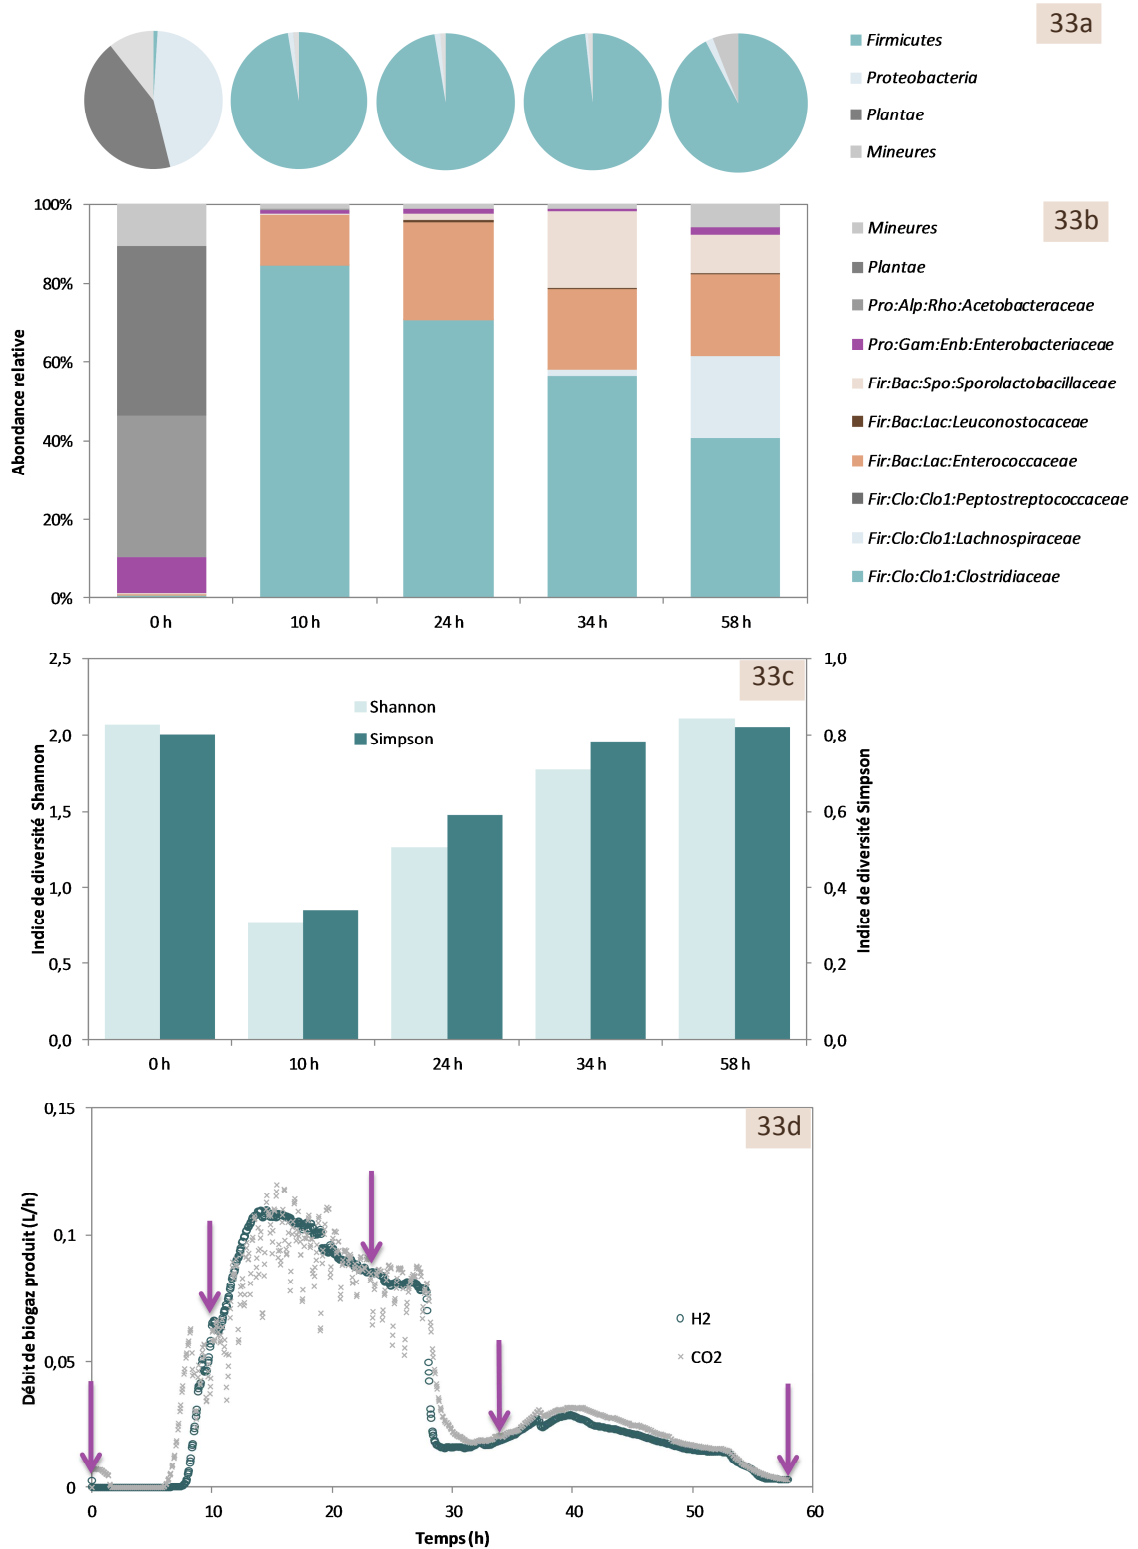 33a
Firmicutes
Proteobacteria
Plantae
Mineures
33b
100%
80%
60%
40%
20%
0%
Abondance relative
0 h
10 h
24 h
34 h
58 h
Mineures
Plantae
Pro:Alp:Rho:Acetobacteraceae
Pro:Gam:Enb:Enterobacteriaceae
Fir:Bac:Spo:Sporolactobacillaceae
Fir:Bac:Lac:Leuconostocaceae
Fir:Bac:Lac:Enterococcaceae
Fir:Clo:Clo1:Peptostreptococcaceae
Fir:Clo:Clo1:Lachnospiraceae
Fir:Clo:Clo1:Clostridiaceae
33c
2,5
2,0
1,5
1,0
0,5
0,0
Indice de diversité Shannon
Shannon
Simpson
1,0
0,8
0,6
0,4
0,2
0,0
Indice de diversité Simpson
0 h
10 h
24 h
34 h
58 h
33d
0,15
0,1
0,05
0
Débit de biogaz produit (L/h)
H2
CO2
0
10
20
30
40
50
60
Temps (h)